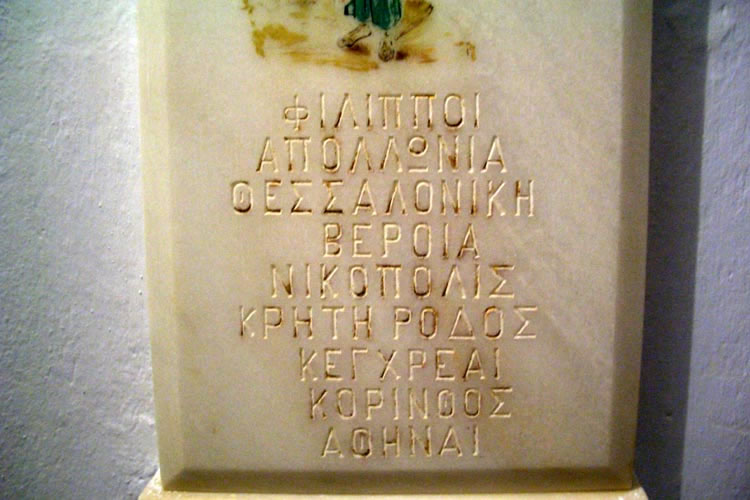 ΦΙΛΙΠΠΟΙ
ΑΠΟΛΛΩΝΙΑ
ΘΕΣΣΑΛΟΝΙΚΗ
ΒΕΡΟΙΑ
ΝΙΚΟΠΟΛΙΣ
ΚΡΗΤΗ ΡΟΔΟΣ
ΚΕΓΧΡΕΑΙ
ΚΟΡΙΝΘΟΣ
ΑΘΗΝΑΙ